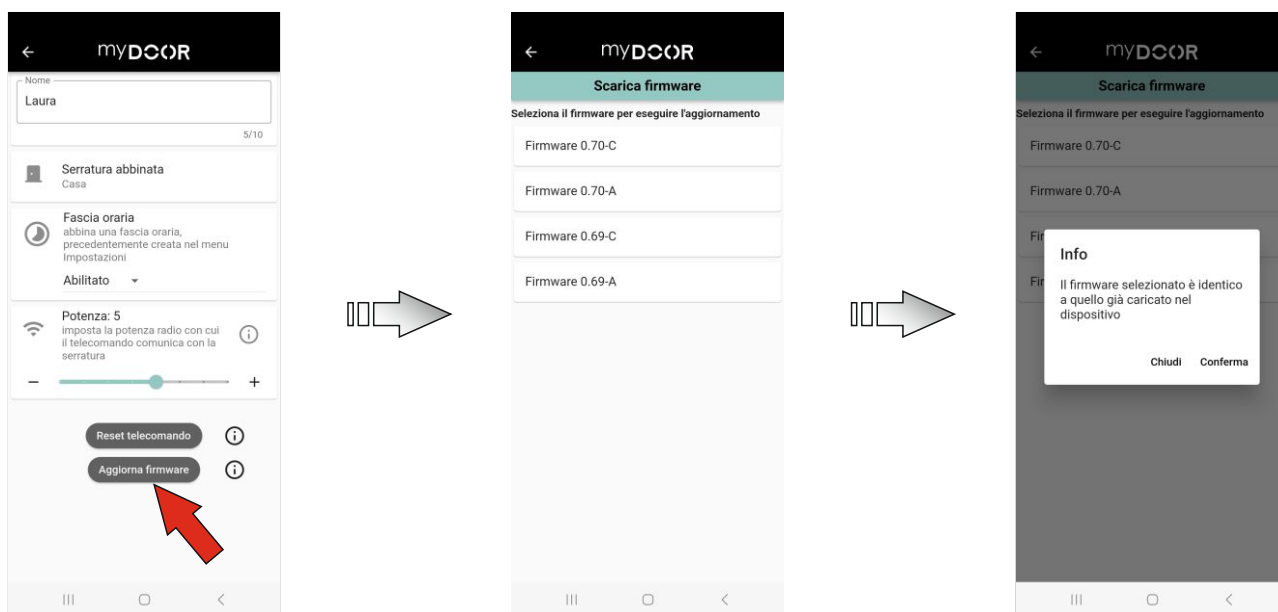 myDOOR
Nome
Laura
5/10
Serratura abbinata
Casa
Fascia oraria
abbina una fascia oraria,
precedentemente creata nel menu
Impostazioni
Abilitato
Potenza: 5
imposta la potenza radio con cui
il telecomando comunica con la
serratura
Reset telecomando
Aggiorna firmware
myDOOR
Scarica firmware
Seleziona il firmware per eseguire l'aggiornamento
Firmware 0.70-C
Firmware 0.70-A
Firmware 0.69-C
Firmware 0.69-A
myDOOR
Scarica firmware
Seleziona il firmware per eseguire l'aggiornamento
Firmware 0.70-C
Firmware 0.70-A
Fir
Fir
Info
Il firmware selezionato è identico
a quello già caricato nel
dispositivo
Chiudi Conferma